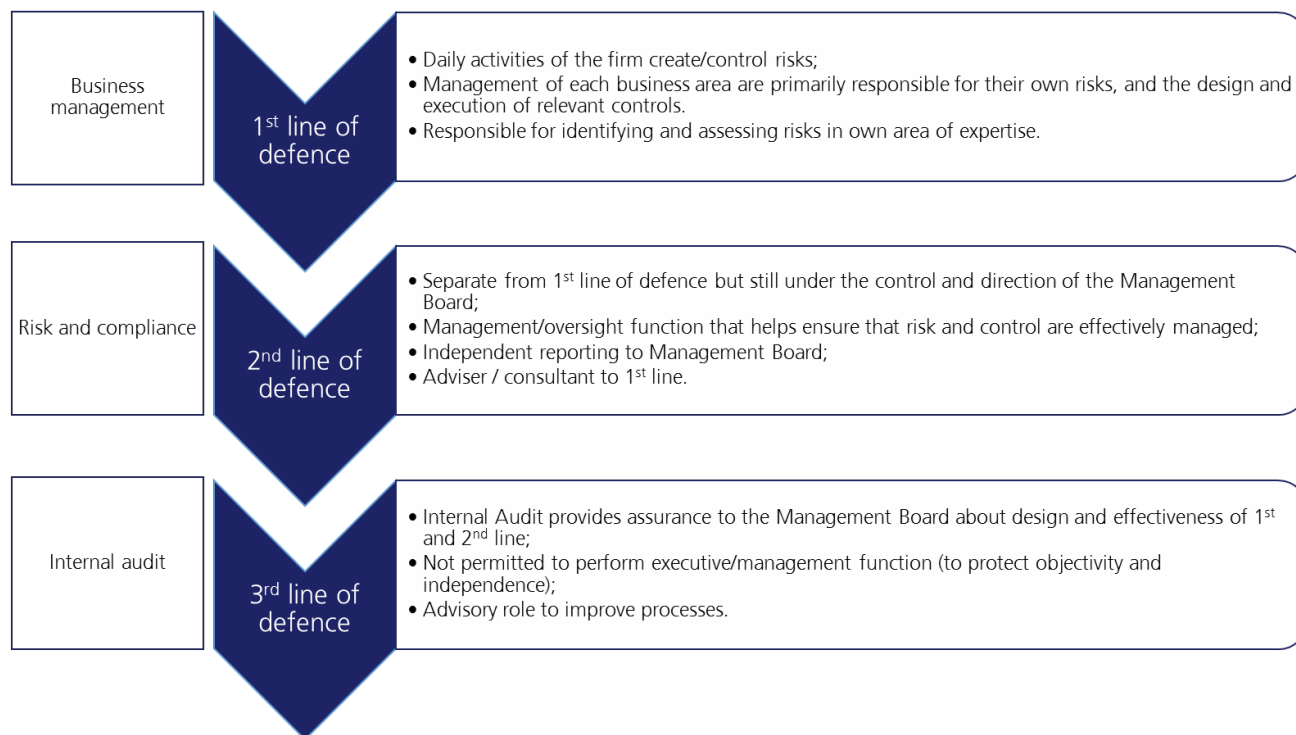 Business
management
1st line of
defence
• Daily activities of the firm create/control risks;
• Management of each business area are primarily responsible for their own risks, and the design and
execution of relevant controls.
• Responsible for identifying and assessing risks in own area of expertise.
Risk and compliance
2nd line of
defence
• Separate from 1st line of defence but still under the control and direction of the Management
Board;
• Management/oversight function that helps ensure that risk and control are effectively managed;
• Independent reporting to Management Board;
• Adviser / consultant to 1st line.
Internal audit
3rd line of
defence
• Internal Audit provides assurance to the Management Board about design and effectiveness of 1st
and 2nd line;
• Not permitted to perform executive/management function (to protect objectivity and
independence);
• Advisory role to improve processes.